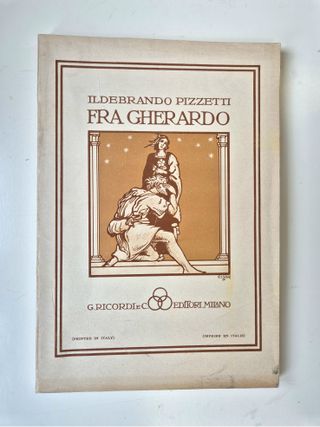 ILDEBRANDO PIZZETTI
FRA GHERARDO
G. RICORDI E C. EDITORI. MILANO
(PRINTED IN ITALY) (IMPRIMÉ EN ITALIE)